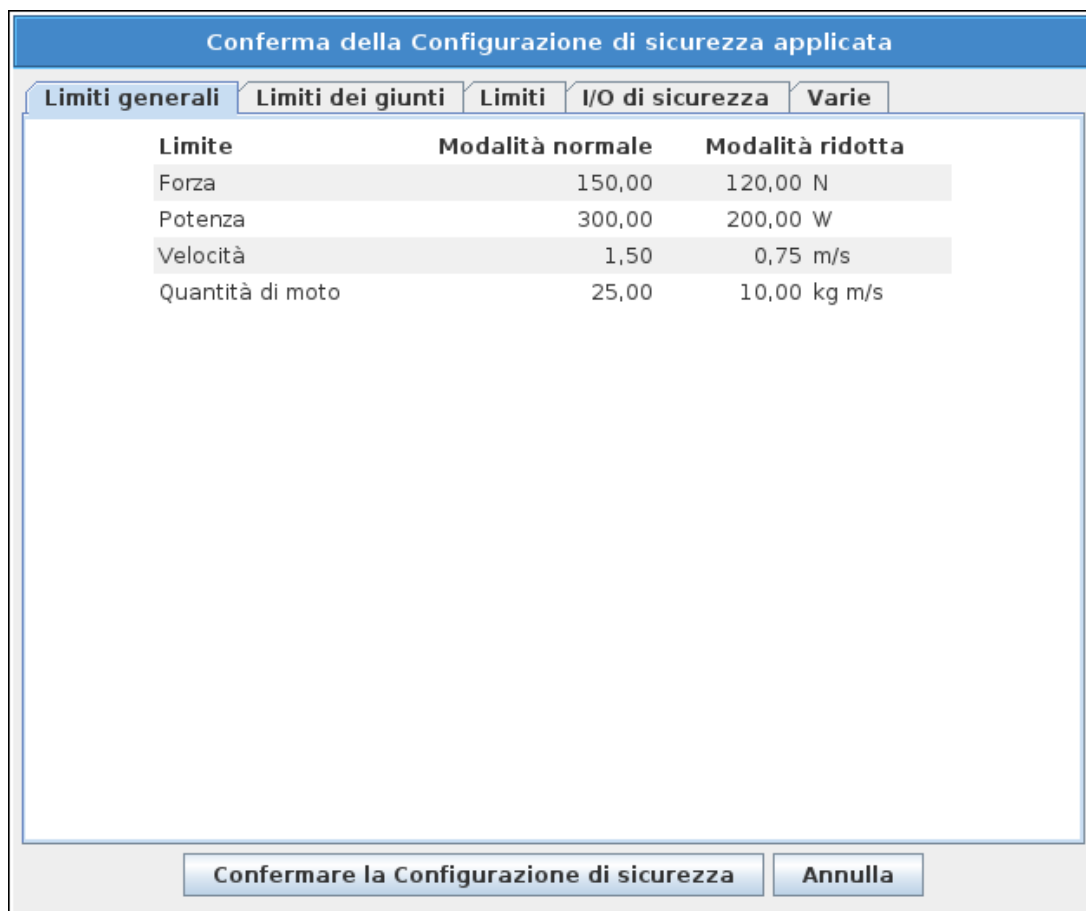 Conferma della Configurazione di sicurezza applicata
Limiti generali Limiti dei giunti Limiti I/O di sicurezza Varie
Limite Modalità normale Modalità ridotta
Forza 150,00 120,00 N
Potenza 300,00 200,00 W
Velocità 1,50 0,75 m/s
Quantità di moto 25,00 10,00 kg m/s
Confermare la Configurazione di sicurezza Annulla